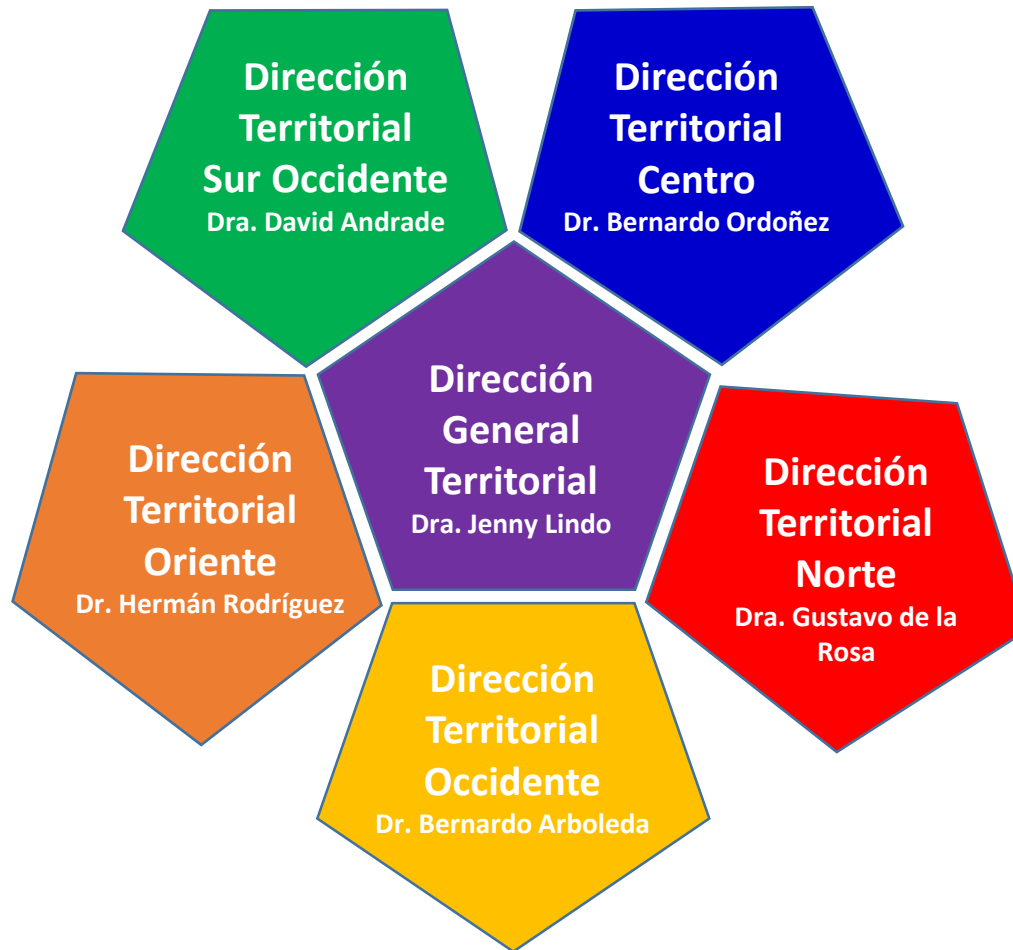 Dirección
Territorial
Sur Occidente
Dra. David Andrade
Dirección
Territorial
Centro
Dr. Bernardo Ordoñez
Dirección
General
Territorial
Dra. Jenny Lindo
Dirección
Territorial
Oriente
Dr. Hermán Rodríguez
Dirección
Territorial
Norte
Dra. Gustavo de la
Rosa
Dirección
Territorial
Occidente
Dr. Bernardo Arboleda